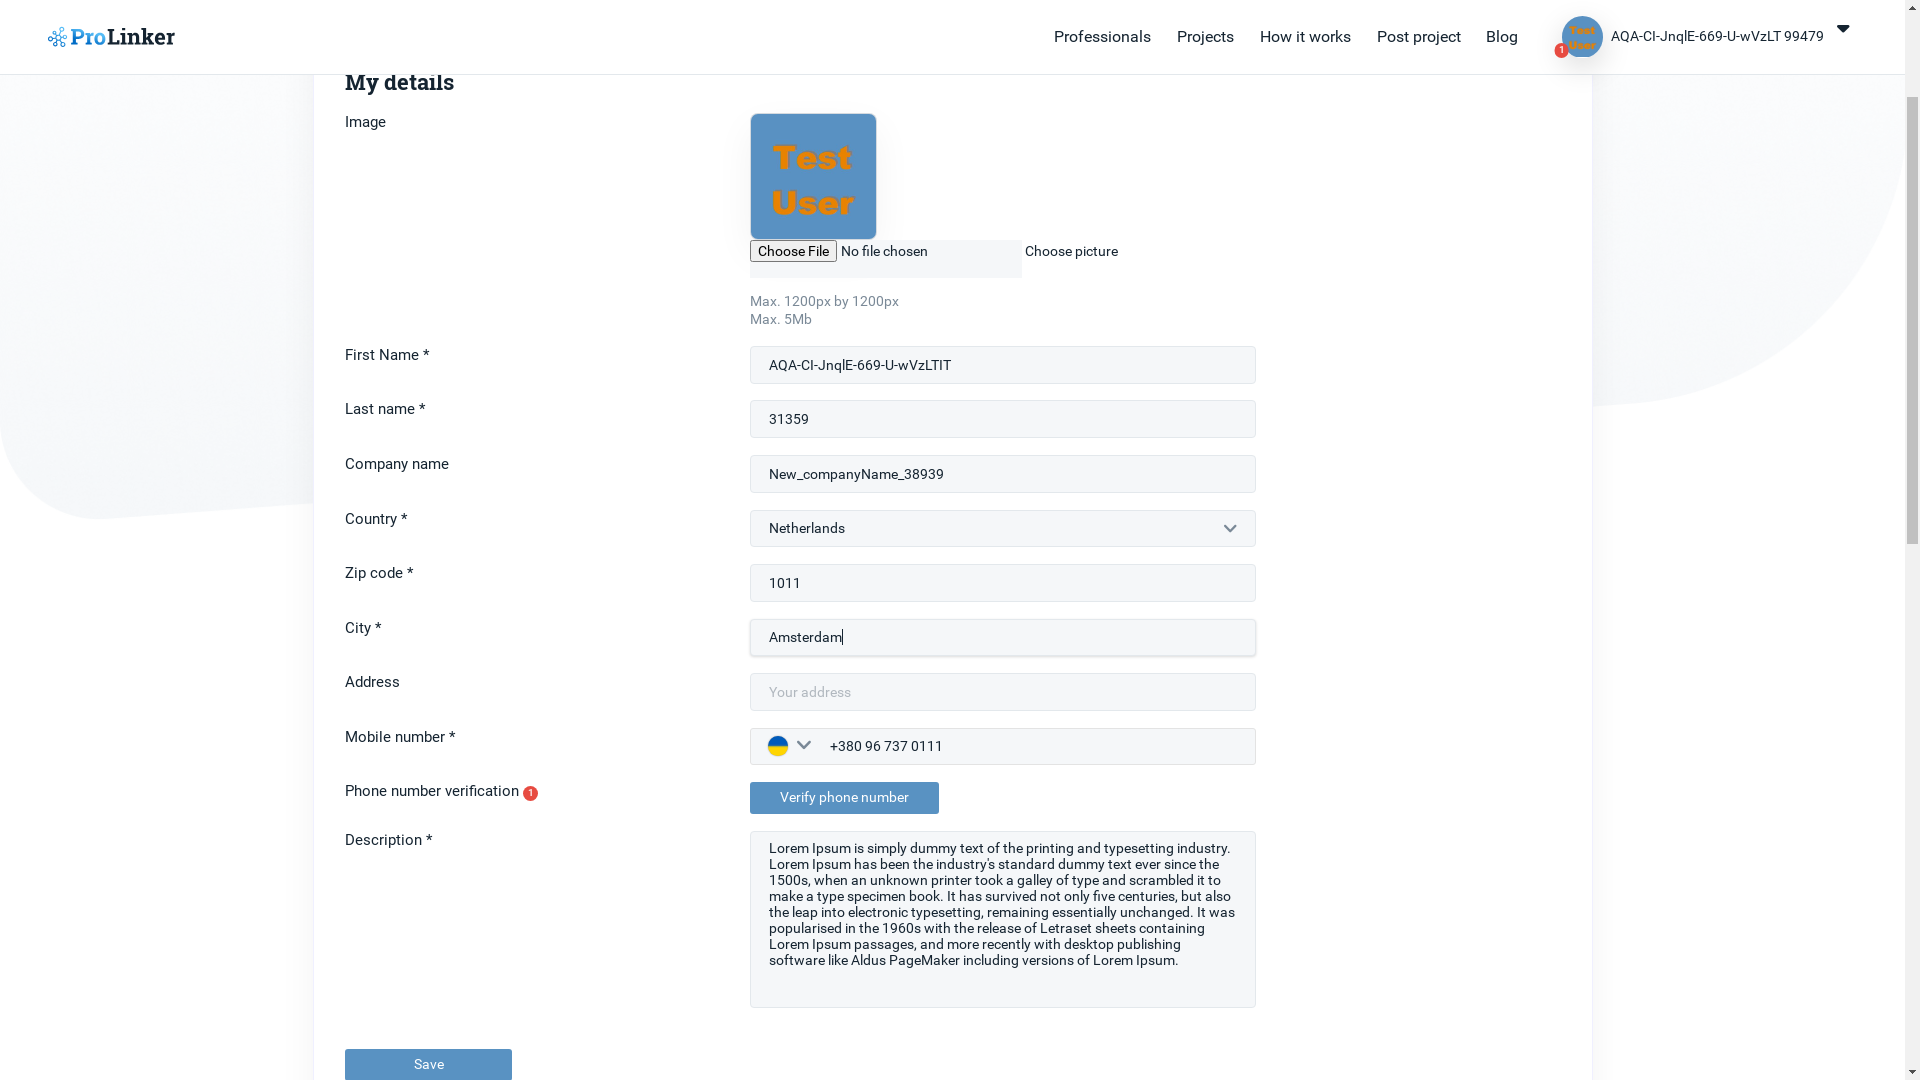 ProLinker
Professionals
Projects
How it works
Post project
Blog
Test
User
1
AQA-CI-JnqlE-669-U-wVzLT 99479
My details
Image
Test
User
Choose File No file chosen Choose picture
Max. 1200px by 1200px
Max. 5Mb
First Name *
AQA-CI-JnqlE-669-U-wVzLTIT
Last name *
31359
Company name
New_companyName_38939
Country *
Netherlands
Zip code *
1011
City *
Amsterdam
Address
Your address
Mobile number *
+380 96 737 0111
Phone number verification 1
Verify phone number
Description *
Lorem Ipsum is simply dummy text of the printing and typesetting industry.
Lorem Ipsum has been the industry's standard dummy text ever since the
1500s, when an unknown printer took a galley of type and scrambled it to
make a type specimen book. It has survived not only five centuries, but also
the leap into electronic typesetting, remaining essentially unchanged. It was
popularised in the 1960s with the release of Letraset sheets containing
Lorem Ipsum passages, and more recently with desktop publishing
software like Aldus PageMaker including versions of Lorem Ipsum.
Save